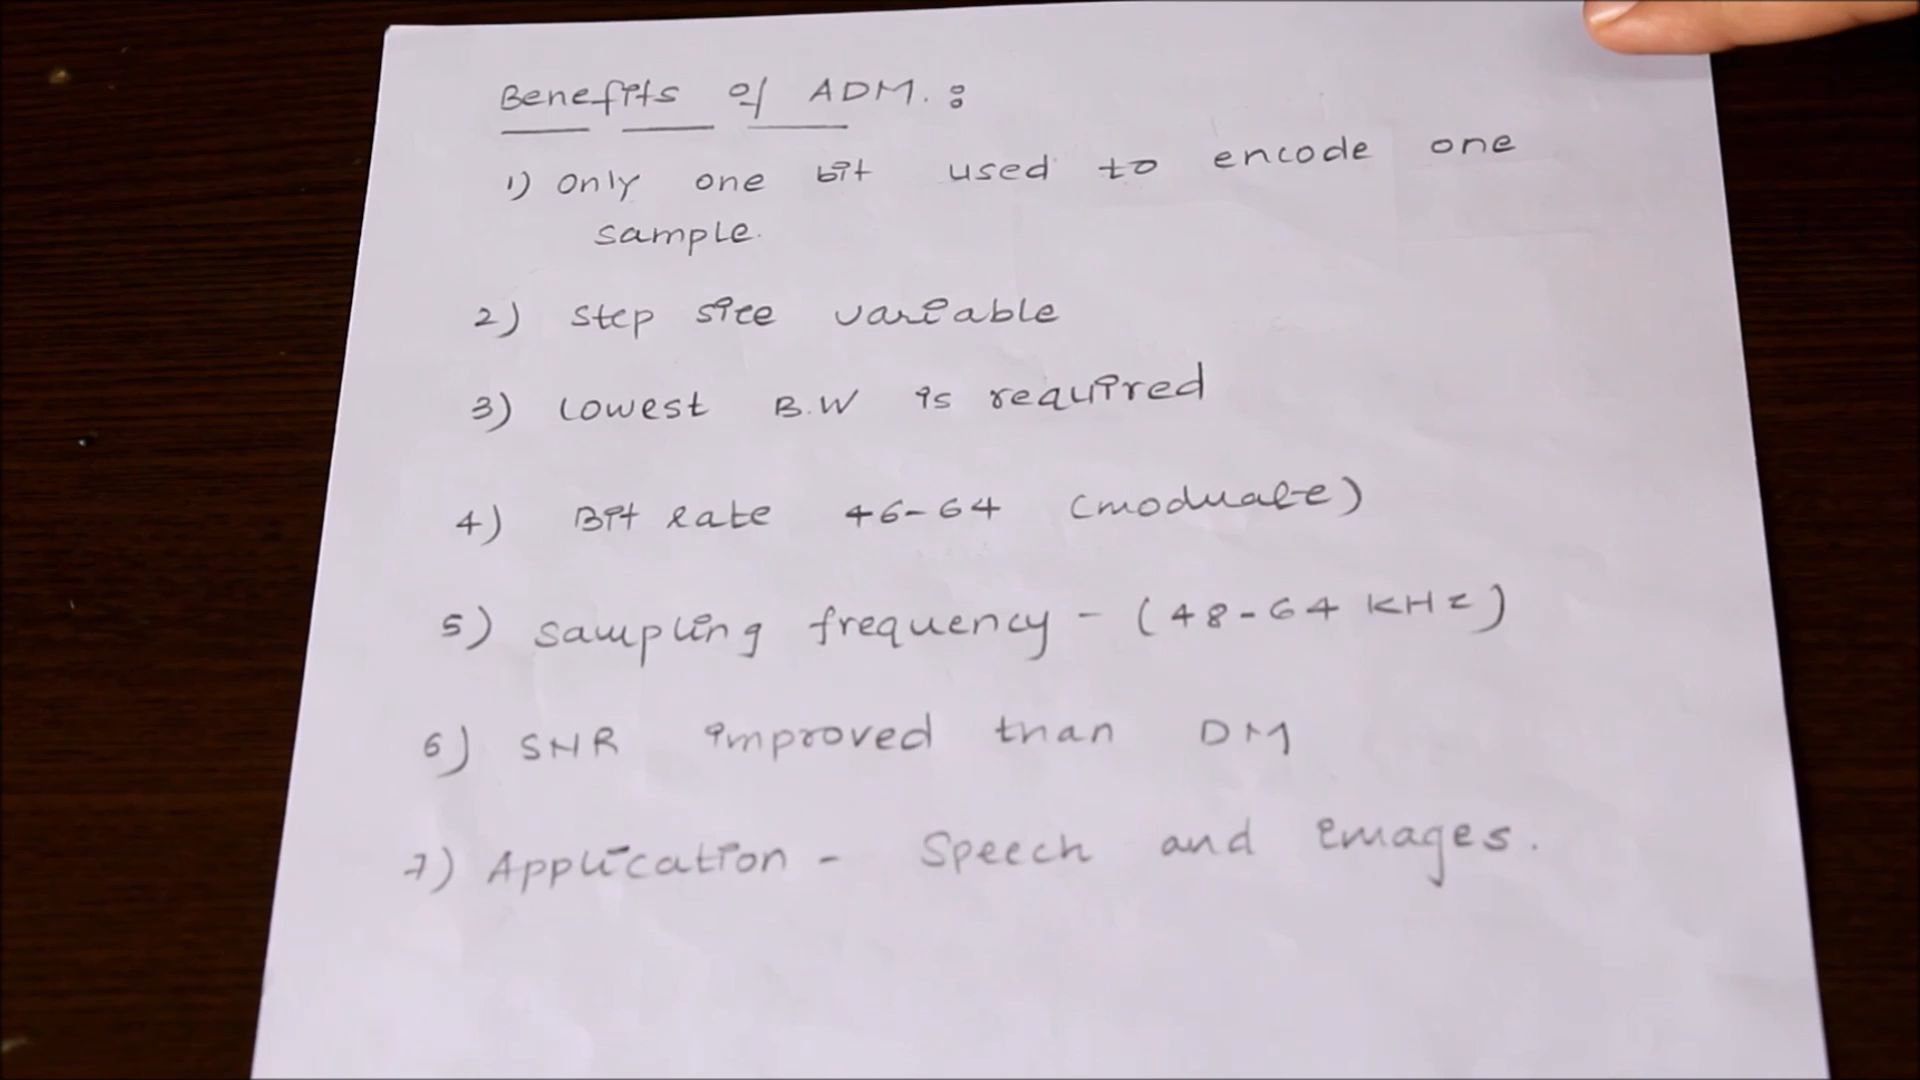 Benefits of ADM. :
1) Only one bit used to encode one
sample.
2) Step size variable
3) Lowest B.W is required
4) Bit Rate 46-64 (moduate)
5) Sampling frequency - (48-64 KHz)
6) SNR improved than DM
7) Application - Speech and images.